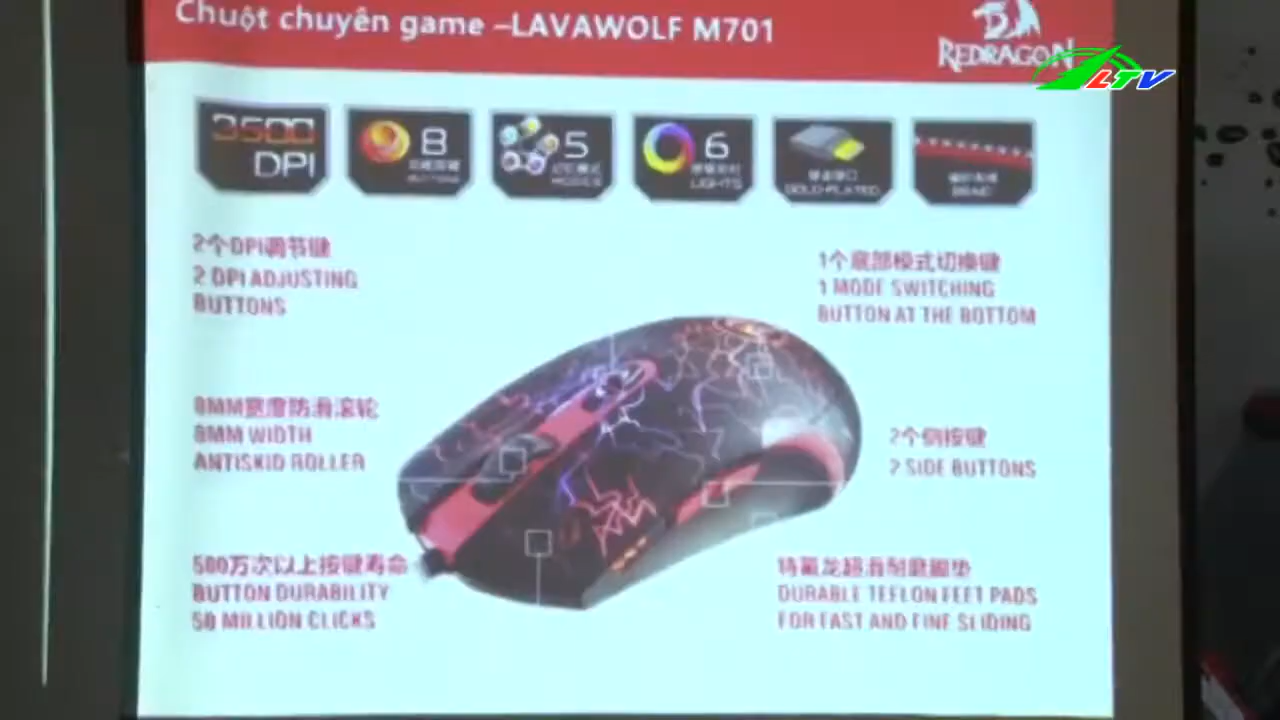 Chuột chuyên game –LAVAWOLF M701
REDRAGON
LTV
3500
DPI
8
BUTTONS
5
MODES
6
LIGHTS
GOLD-PLATED
BRAID
2个DPI调节键
2 DPI ADJUSTING
BUTTONS
1个底部模式切换键
1 MODE SWITCHING
BUTTON AT THE BOTTOM
8MM宽度防滑滚轮
8MM WIDTH
ANTISKID ROLLER
2个侧按键
2 SIDE BUTTONS
500万次以上按键寿命
BUTTON DURABILITY
50 MILLION CLICKS
特氟龙超滑耐磨脚垫
DURABLE TEFLON FEET PADS
FOR FAST AND FINE SLIDING